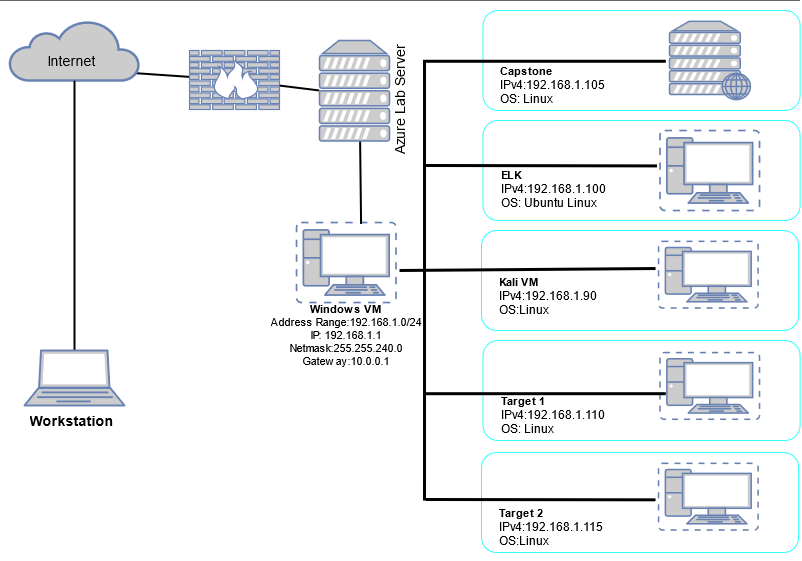 Internet
Azure Lab Server
Capstone
IPv4:192.168.1.105
OS: Linux
ELK
IPv4:192.168.1.100
OS: Ubuntu Linux
Windows VM
Address Range:192.168.1.0/24
IP: 192.168.1.1
Netmask:255.255.240.0
Gateway:10.0.0.1
Kali VM
IPv4:192.168.1.90
OS:Linux
Workstation
Target 1
IPv4:192.168.1.110
OS: Linux
Target 2
IPv4:192.168.1.115
OS:Linux